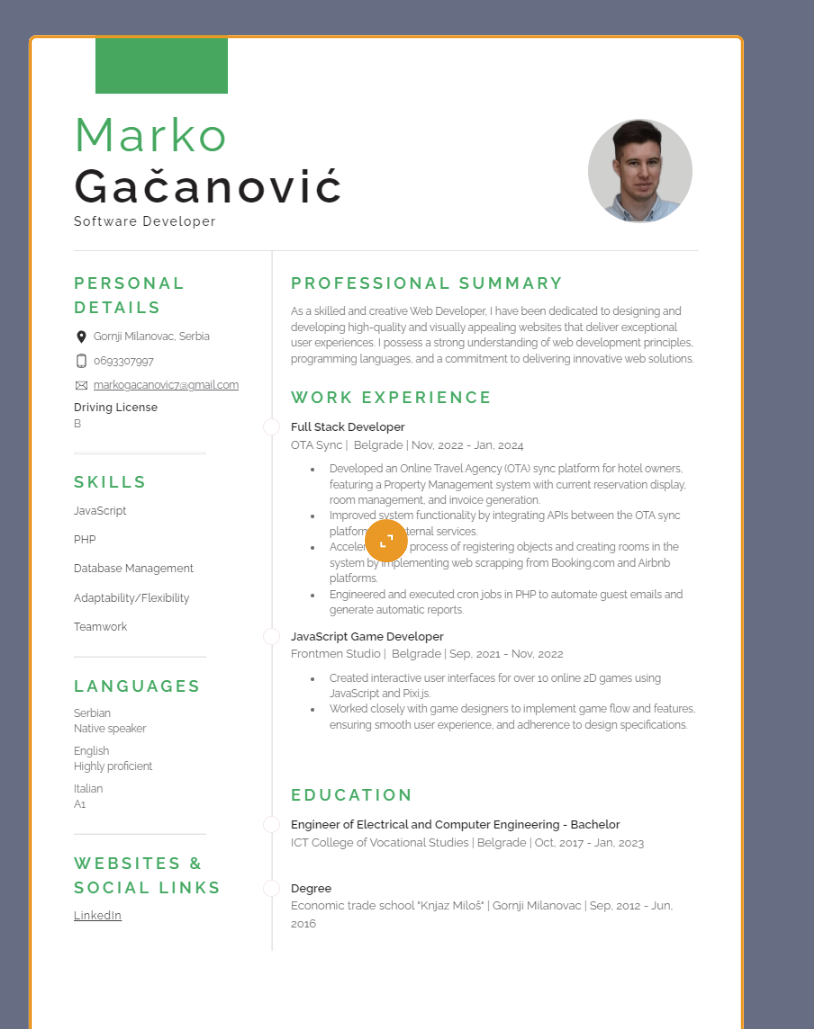 Marko
Gačanović
Software Developer
PERSONAL
DETAILS
Gornji Milanovac, Serbia
0693307997
markogacanovic7@gmail.com
Driving License
B
SKILLS
JavaScript
PHP
Database Management
Adaptability/Flexibility
Teamwork
LANGUAGES
Serbian
Native speaker
English
Highly proficient
Italian
A1
WEBSITES &
SOCIAL LINKS
LinkedIn
PROFESSIONAL SUMMARY
As a skilled and creative Web Developer, I have been dedicated to designing and
developing high-quality and visually appealing websites that deliver exceptional
user experiences. I possess a strong understanding of web development principles,
programming languages, and a commitment to delivering innovative web solutions.
WORK EXPERIENCE
Full Stack Developer
OTA Sync | Belgrade | Nov, 2022 - Jan, 2024
• Developed an Online Travel Agency (OTA) sync platform for hotel owners,
featuring a Property Management system with current reservation display,
room management, and invoice generation.
• Improved system functionality by integrating APIs between the OTA sync
services.
• process of registering objects and creating rooms in the
system by implementing web scrapping from Booking.com and Airbnb
platforms.
• Engineered and executed cron jobs in PHP to automate guest emails and
generate automatic reports.
JavaScript Game Developer
Frontmen Studio | Belgrade | Sep, 2021 - Nov, 2022
• Created interactive user interfaces for over 10 online 2D games using
JavaScript and Pixi.js.
• Worked closely with game designers to implement game flow and features,
ensuring smooth user experience, and adherence to design specifications.
EDUCATION
Engineer of Electrical and Computer Engineering - Bachelor
ICT College of Vocational Studies | Belgrade | Oct, 2017 - Jan, 2023
Degree
Economic trade school "Knjaz Miloš" | Gornji Milanovac | Sep, 2012 - Jun,
2016